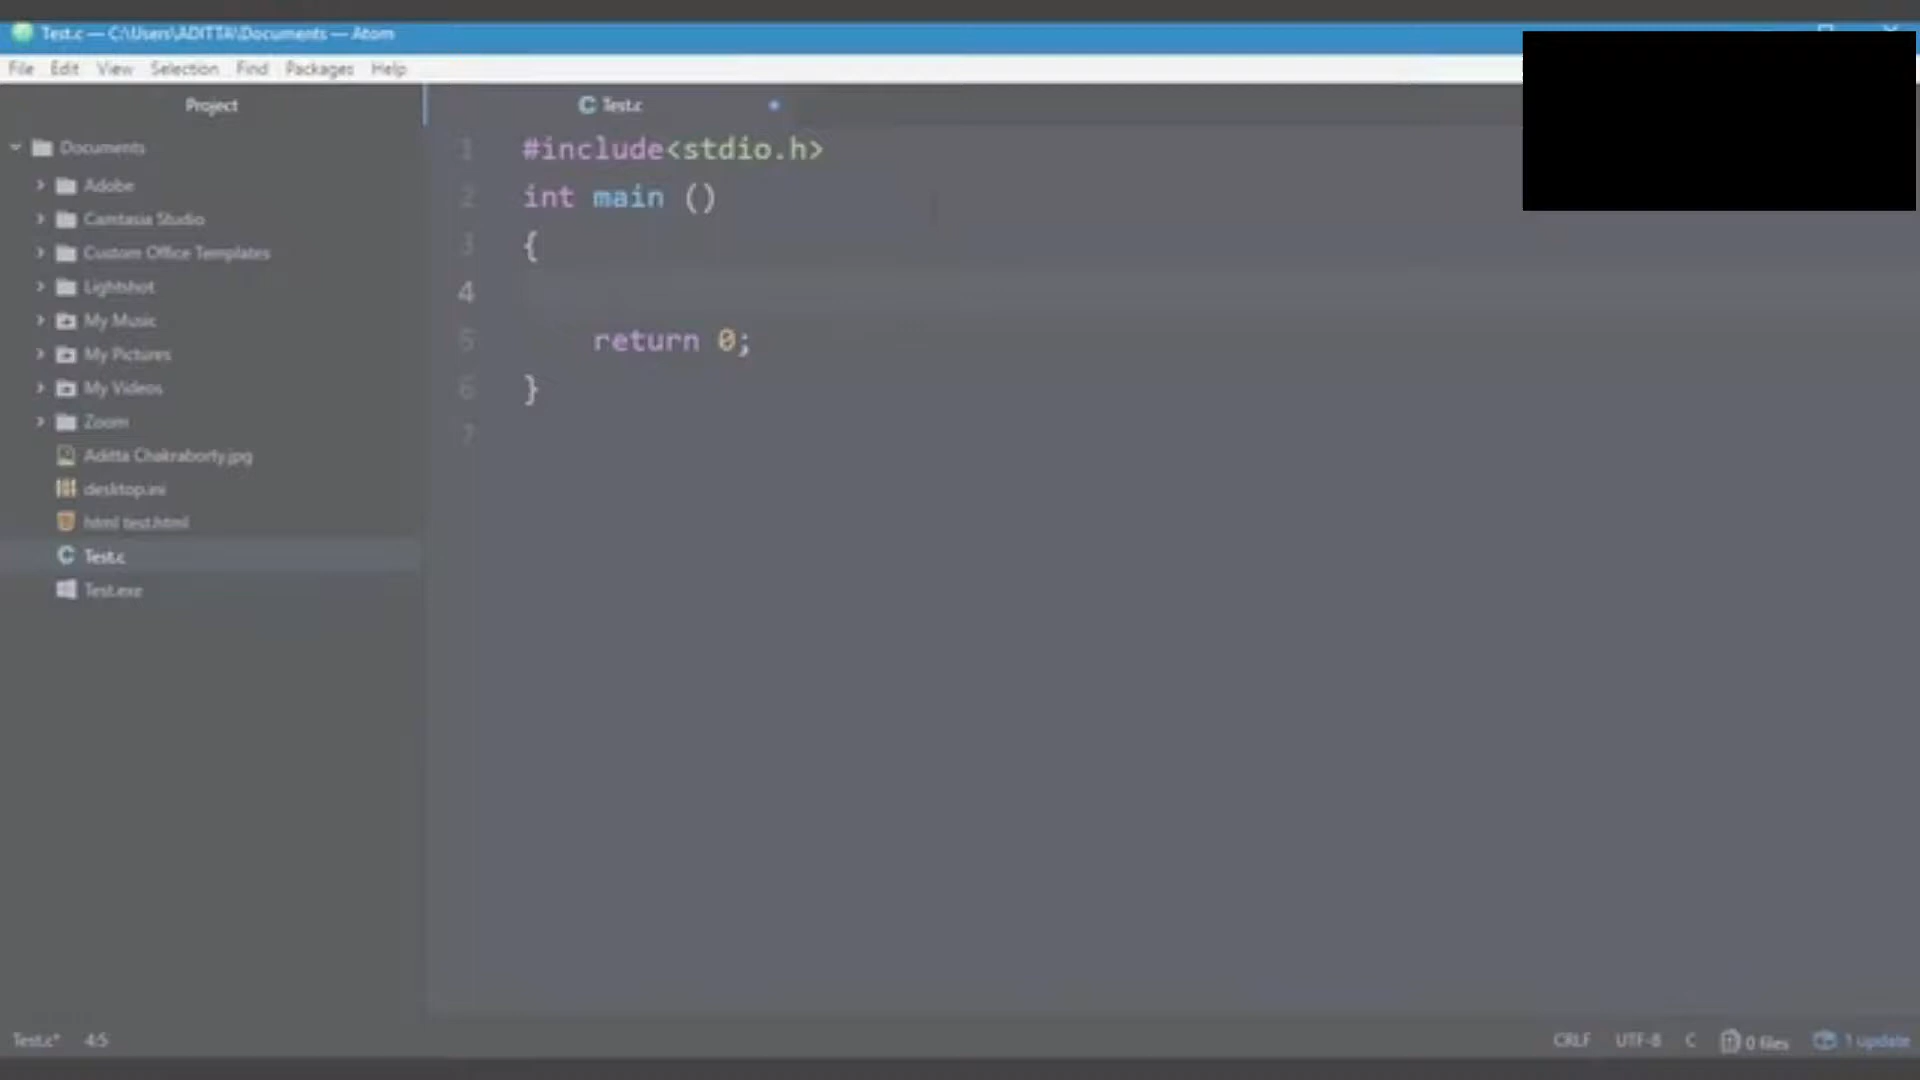 Test.c — C:\Users\ADITTA\Documents — Atom
File Edit View Selection Find Packages Help
Project
Documents
Adobe
Camtasia Studio
Custom Office Templates
Lightshot
My Music
My Pictures
My Videos
Zoom
Aditta Chakraborty.jpg
desktop.ini
html test.html
Test.c
Test.exe
Test.c
1 #include<stdio.h>
2 int main ()
3 {
4
5 return 0;
6 }
7
Test.c* 4:5
CRLF UTF-8 C 0 files 1 update